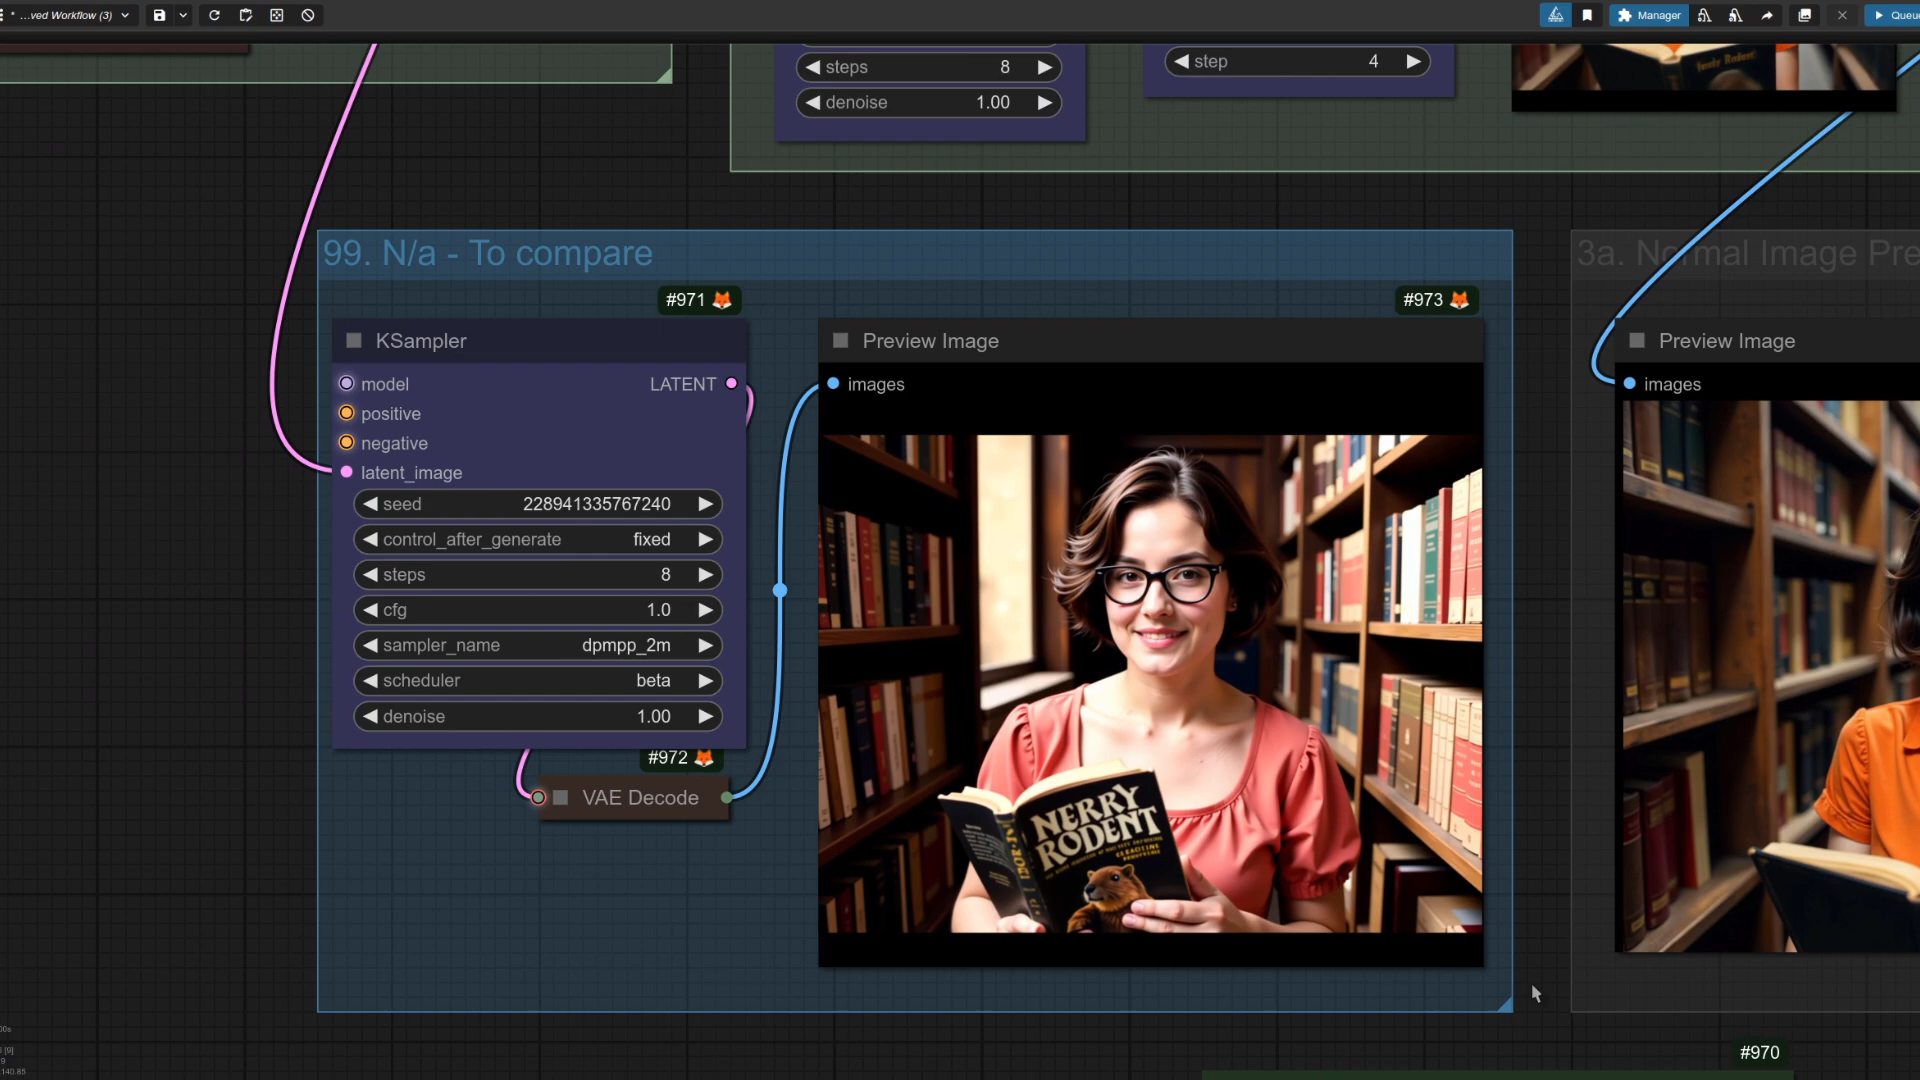 * ...ved Workflow (3)
Manager
Queue
steps 8
denoise 1.00
step 4
99. N/a - To compare
3a. Normal Image Pre
#971
#973
KSampler
Preview Image
Preview Image
model LATENT
images
images
positive
negative
latent_image
seed 228941335767240
control_after_generate fixed
steps 8
cfg 1.0
sampler_name dpmpp_2m
scheduler beta
denoise 1.00
#972
VAE Decode
NERRY
RODENT
#970
140.85